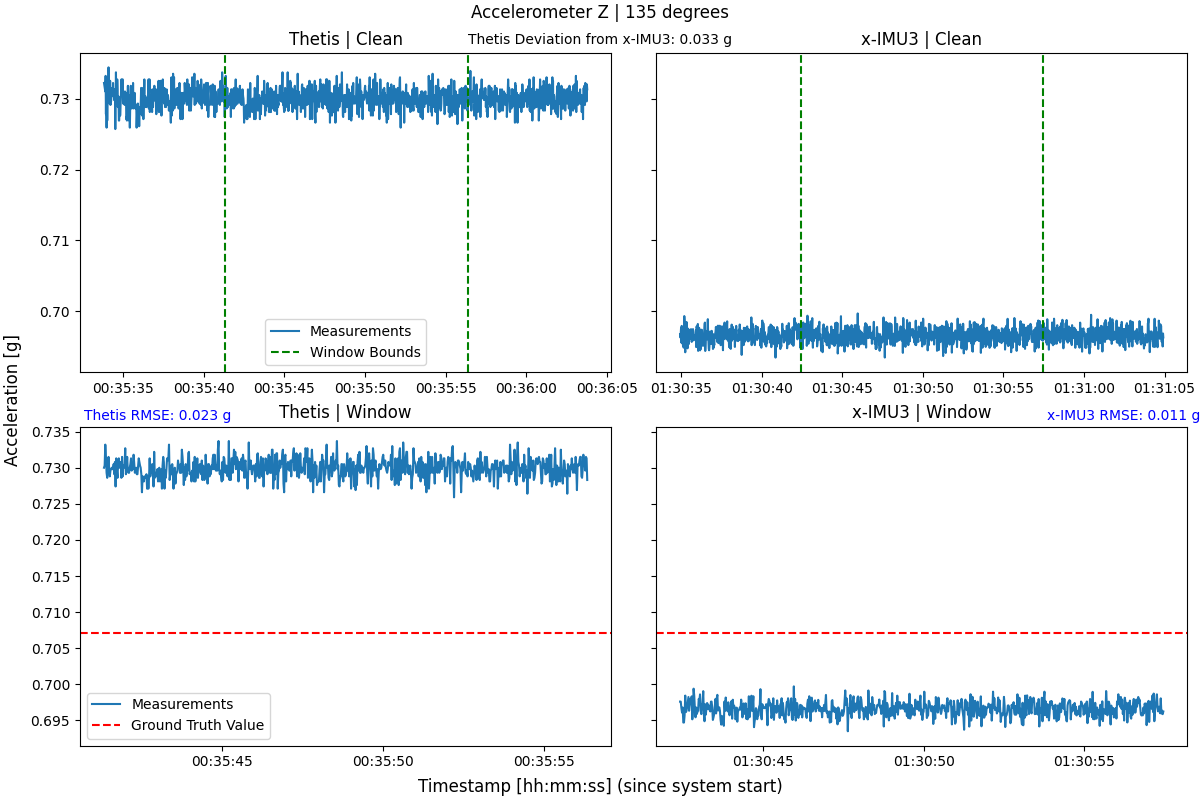 Accelerometer Z | 135 degrees
Thetis | Clean
Thetis Deviation from x-IMU3: 0.033 g
x-IMU3 | Clean
0.73
0.72
0.71
0.70
Measurements
Window Bounds
00:35:35 00:35:40 00:35:45 00:35:50 00:35:55 00:36:00 00:36:05
01:30:35 01:30:40 01:30:45 01:30:50 01:30:55 01:31:00 01:31:05
Acceleration [g]
Thetis RMSE: 0.023 g
Thetis | Window
x-IMU3 | Window
x-IMU3 RMSE: 0.011 g
0.735
0.730
0.725
0.720
0.715
0.710
0.705
0.700
0.695
Measurements
Ground Truth Value
00:35:45 00:35:50 00:35:55
01:30:45 01:30:50 01:30:55
Timestamp [hh:mm:ss] (since system start)